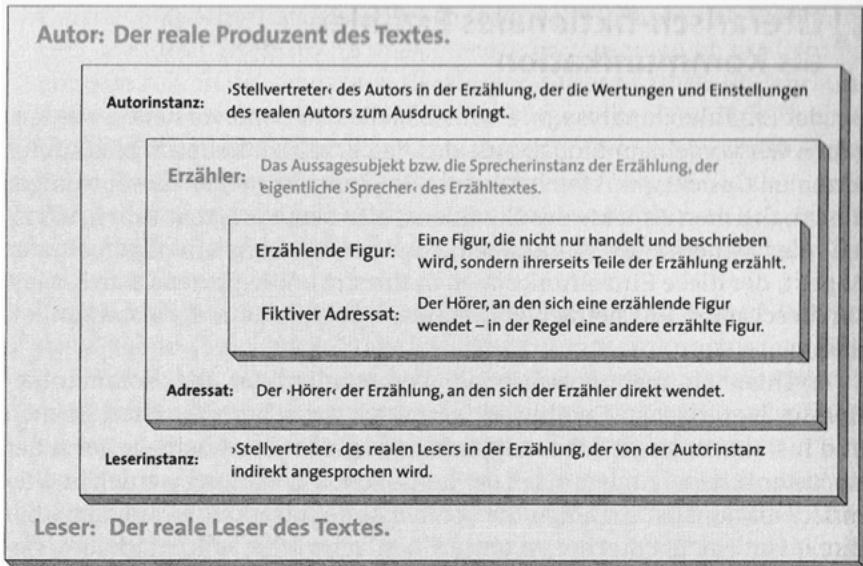 Autor: Der reale Produzent des Textes.
Autorinstanz: ›Stellvertreter‹ des Autors in der Erzählung, der die Wertungen und Einstellungen
des realen Autors zum Ausdruck bringt.
Erzähler: Das Aussagesubjekt bzw. die Sprecherinstanz der Erzählung, der
eigentliche ›Sprecher‹ des Erzähltextes.
Erzählende Figur: Eine Figur, die nicht nur handelt und beschrieben
wird, sondern ihrerseits Teile der Erzählung erzählt.
Fiktiver Adressat: Der Hörer, an den sich eine erzählende Figur
wendet – in der Regel eine andere erzählte Figur.
Adressat: Der ›Hörer‹ der Erzählung, an den sich der Erzähler direkt wendet.
Leserinstanz: ›Stellvertreter‹ des realen Lesers in der Erzählung, der von der Autorinstanz
indirekt angesprochen wird.
Leser: Der reale Leser des Textes.